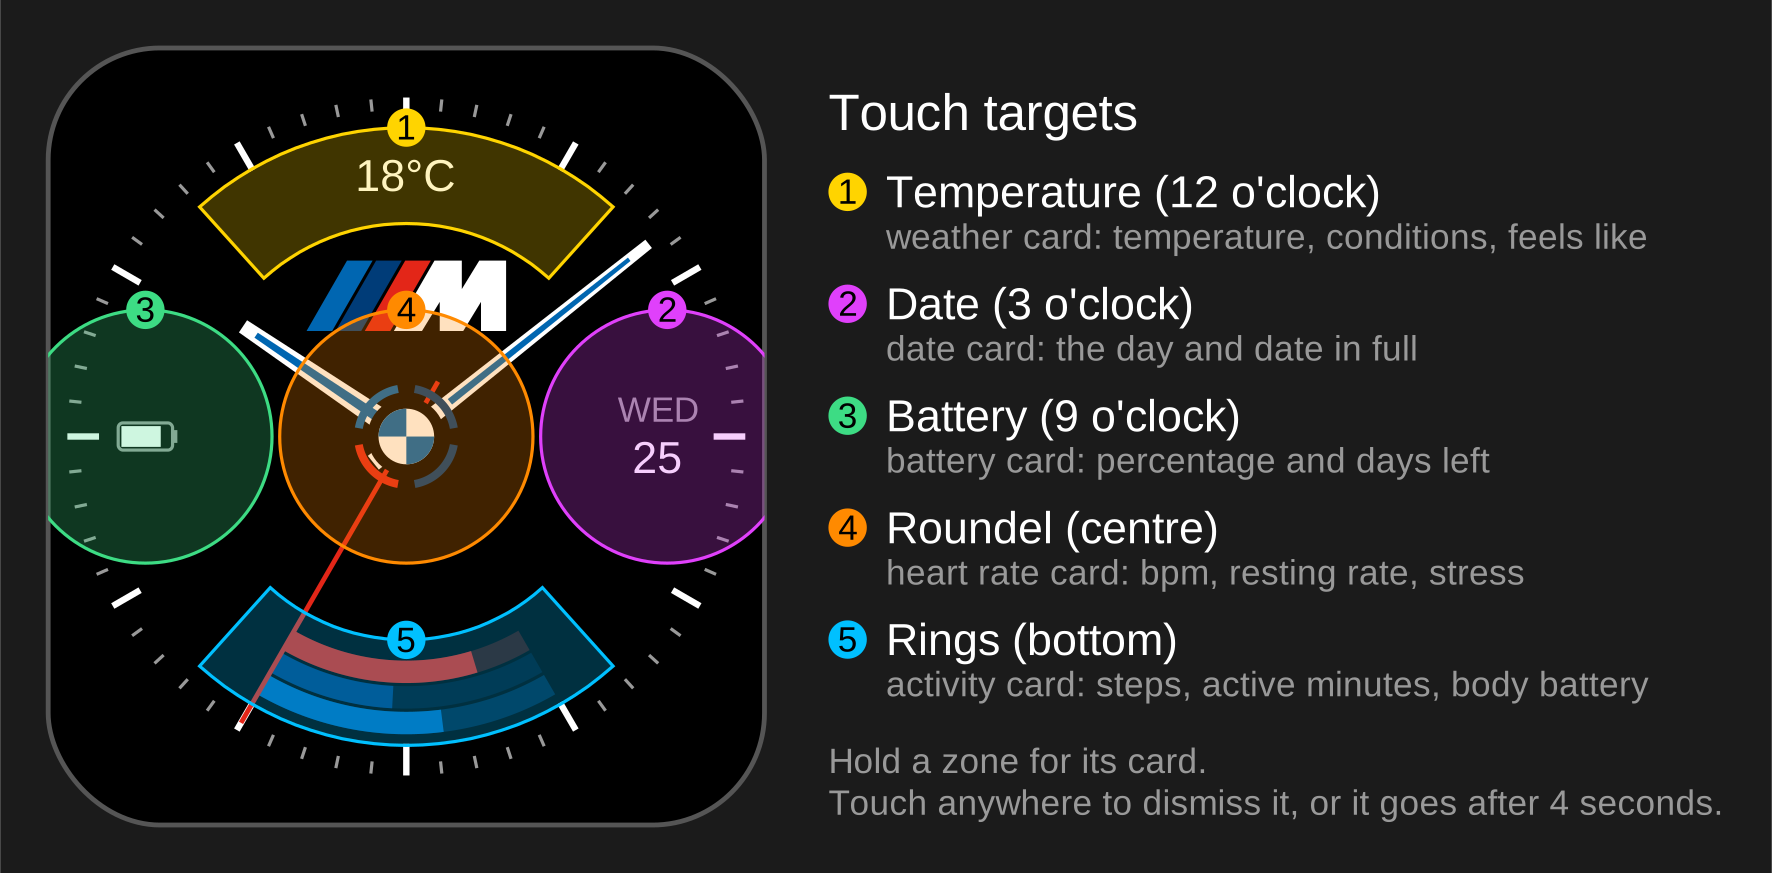 1
18°C
M
3
4
2
WED
25
5
Touch targets
1 Temperature (12 o'clock)
weather card: temperature, conditions, feels like
2 Date (3 o'clock)
date card: the day and date in full
3 Battery (9 o'clock)
battery card: percentage and days left
4 Roundel (centre)
heart rate card: bpm, resting rate, stress
5 Rings (bottom)
activity card: steps, active minutes, body battery
Hold a zone for its card.
Touch anywhere to dismiss it, or it goes after 4 seconds.